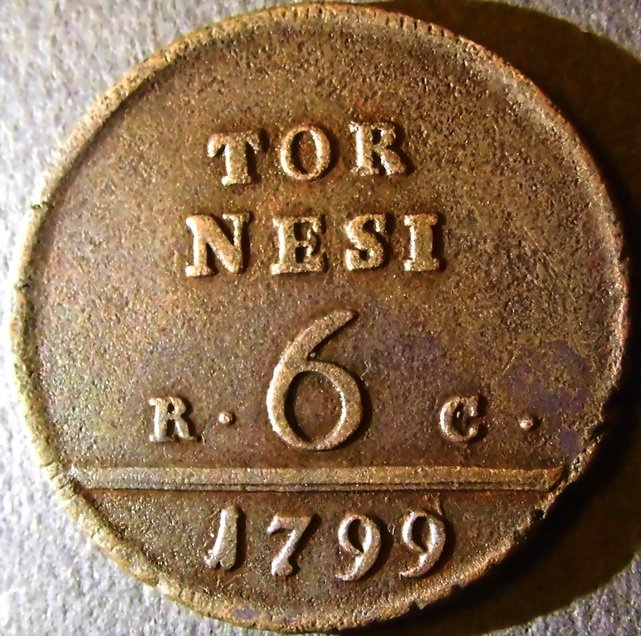 TOR
NESI
6
R. C.
1799